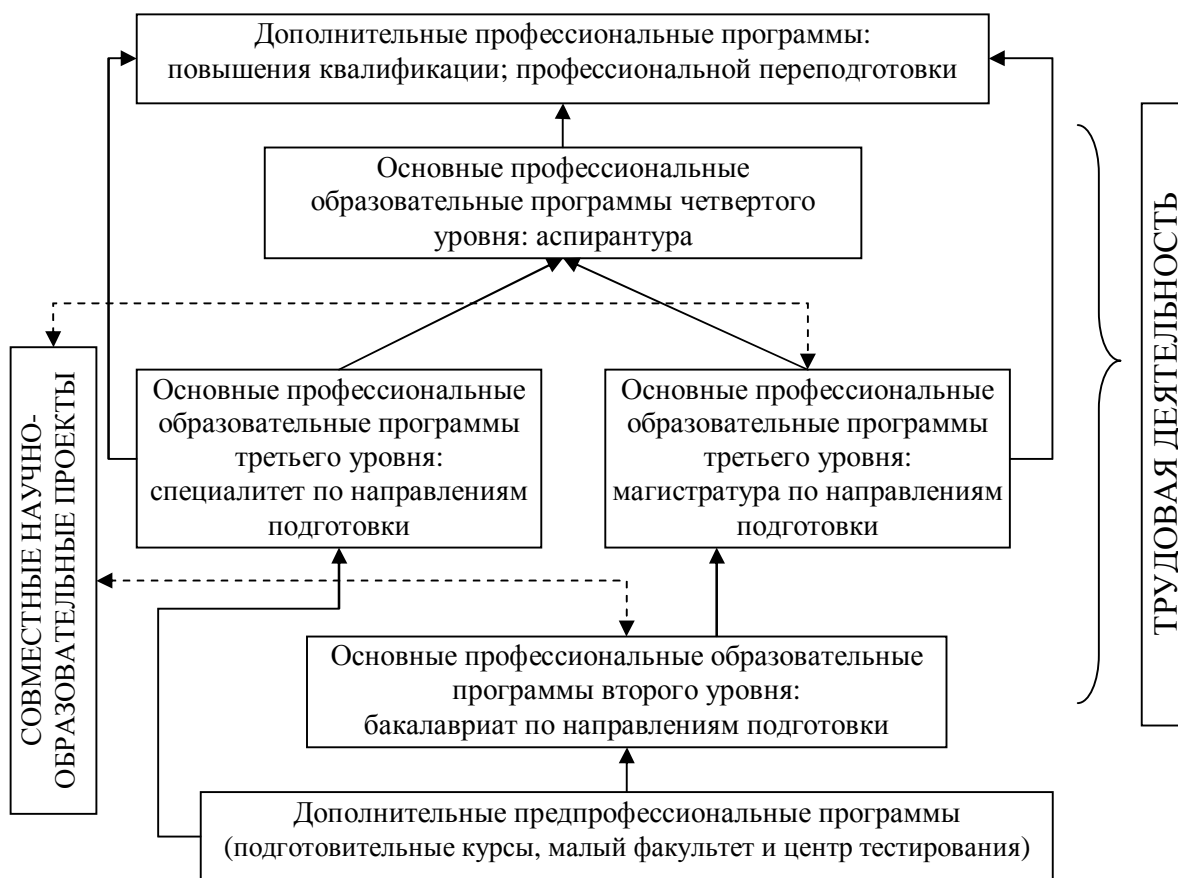 Дополнительные профессиональные программы:
повышения квалификации; профессиональной переподготовки
Основные профессиональные
образовательные программы четвертого
уровня: аспирантура
Основные профессиональные
образовательные программы
третьего уровня:
специалитет по направлениям
подготовки
Основные профессиональные
образовательные программы
третьего уровня:
магистратура по направлениям
подготовки
Основные профессиональные образовательные
программы второго уровня:
бакалавриат по направлениям подготовки
Дополнительные предпрофессиональные программы
(подготовительные курсы, малый факультет и центр тестирования)
СОВМЕСТНЫЕ НАУЧНО-
ОБРАЗОВАТЕЛЬНЫЕ ПРОЕКТЫ
ТРУДОВАЯ ДЕЯТЕЛЬНОСТЬ